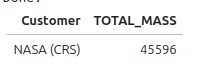 Customer TOTAL_MASS
NASA (CRS) 45596